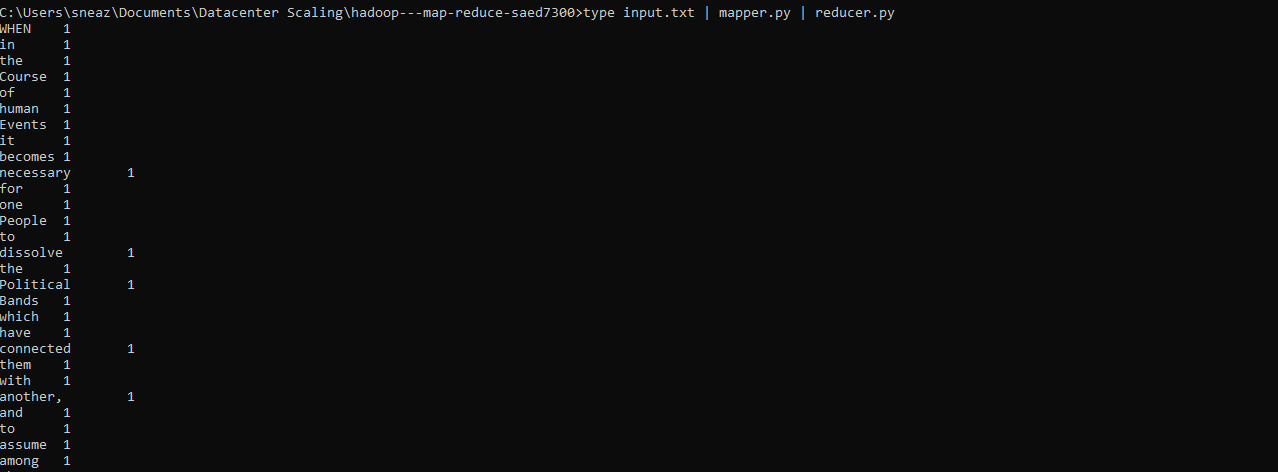 C:\Users\sneaz\Documents\Datacenter Scaling\hadoop---map-reduce-saed7300>type input.txt | mapper.py | reducer.py
WHEN	1
in	1
the	1
Course	1
of	1
human	1
Events	1
it	1
becomes	1
necessary	1
for	1
one	1
People	1
to	1
dissolve	1
the	1
Political	1
Bands	1
which	1
have	1
connected	1
them	1
with	1
another,	1
and	1
to	1
assume	1
among	1